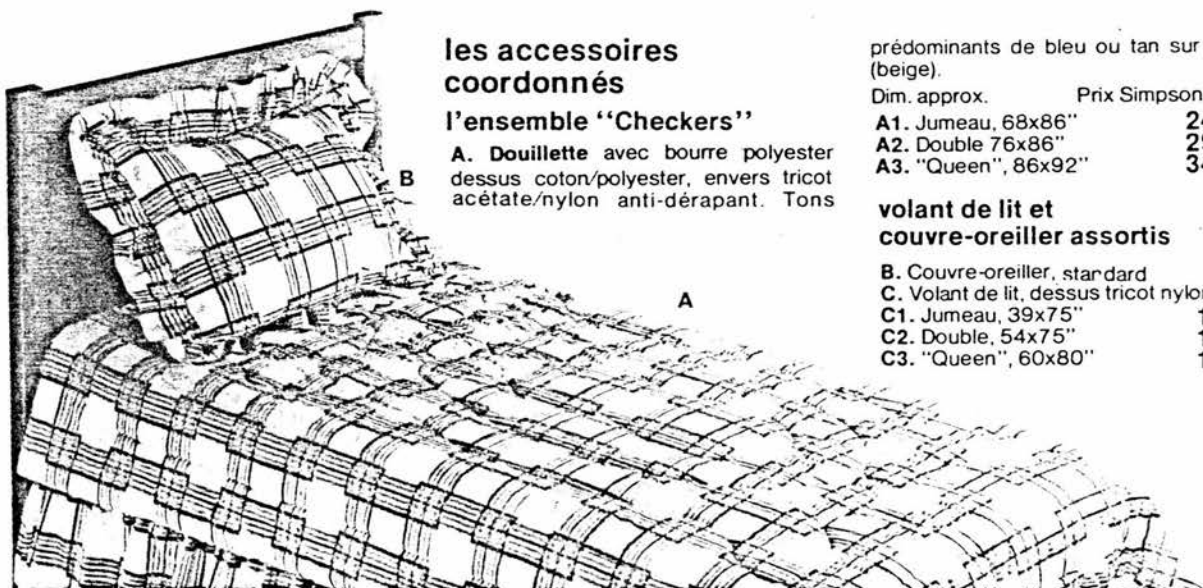 les accessoires
coordonnés
l'ensemble “Checkers”
A. Douillette avec bourre polyester
dessus coton/polyester, envers tricot
acétate/nylon anti-dérapant. Tons
prédominants de bleu ou tan sur
(beige).
Dim. approx. Prix Simpson
A1. Jumeau, 68x86”
A2. Double 76x86”
A3. “Queen”, 86x92”
volant de lit et
couvre-oreiller assortis
B. Couvre-oreiller, standard
C. Volant de lit, dessus tricot nylon
C1. Jumeau, 39x75”
C2. Double, 54x75”
C3. “Queen”, 60x80”
B
A